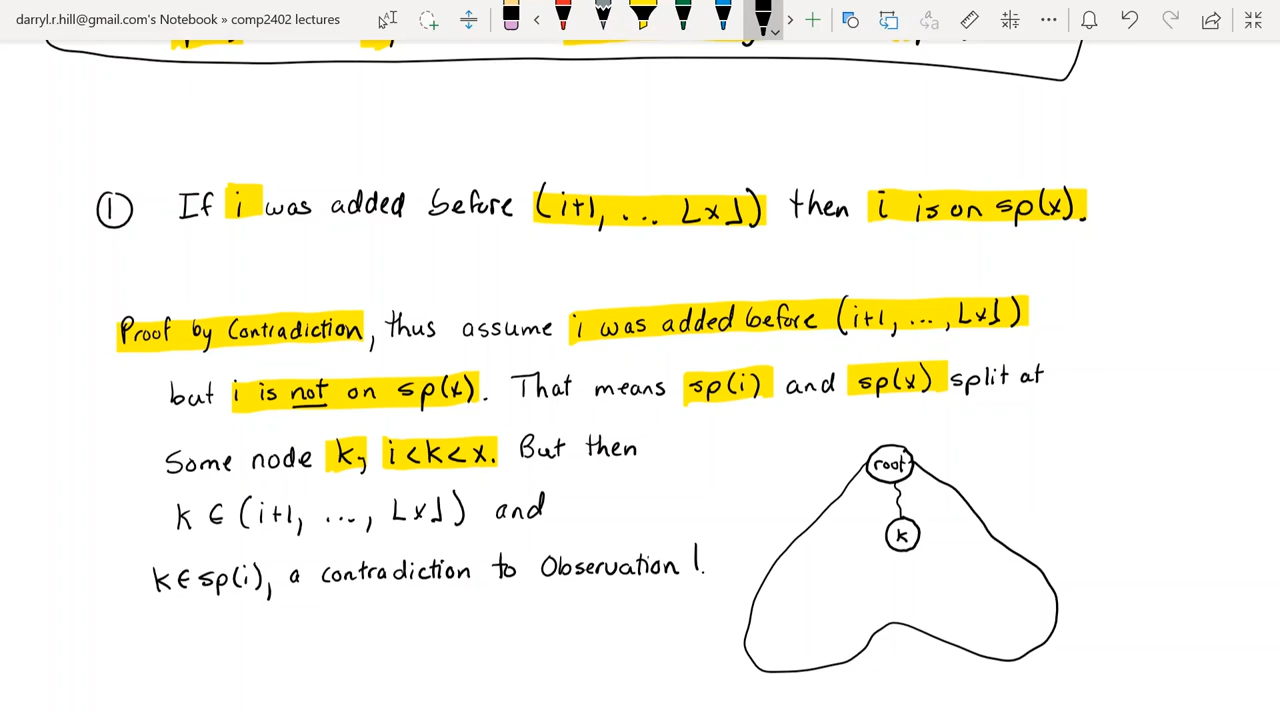 darryl.r.hill@gmail.com's Notebook » comp2402 lectures
① If i was added before (i+1, ... ⌊x⌋) then i is on sp(x).
Proof by Contradiction, thus assume i was added before (i+1, ..., ⌊x⌋)
but i is not on sp(x). That means sp(i) and sp(x) split at
Some node k, i<k<x. But then
k ∈ (i+1, ..., ⌊x⌋) and
k ∈ sp(i), a contradiction to Observation 1.
root
k